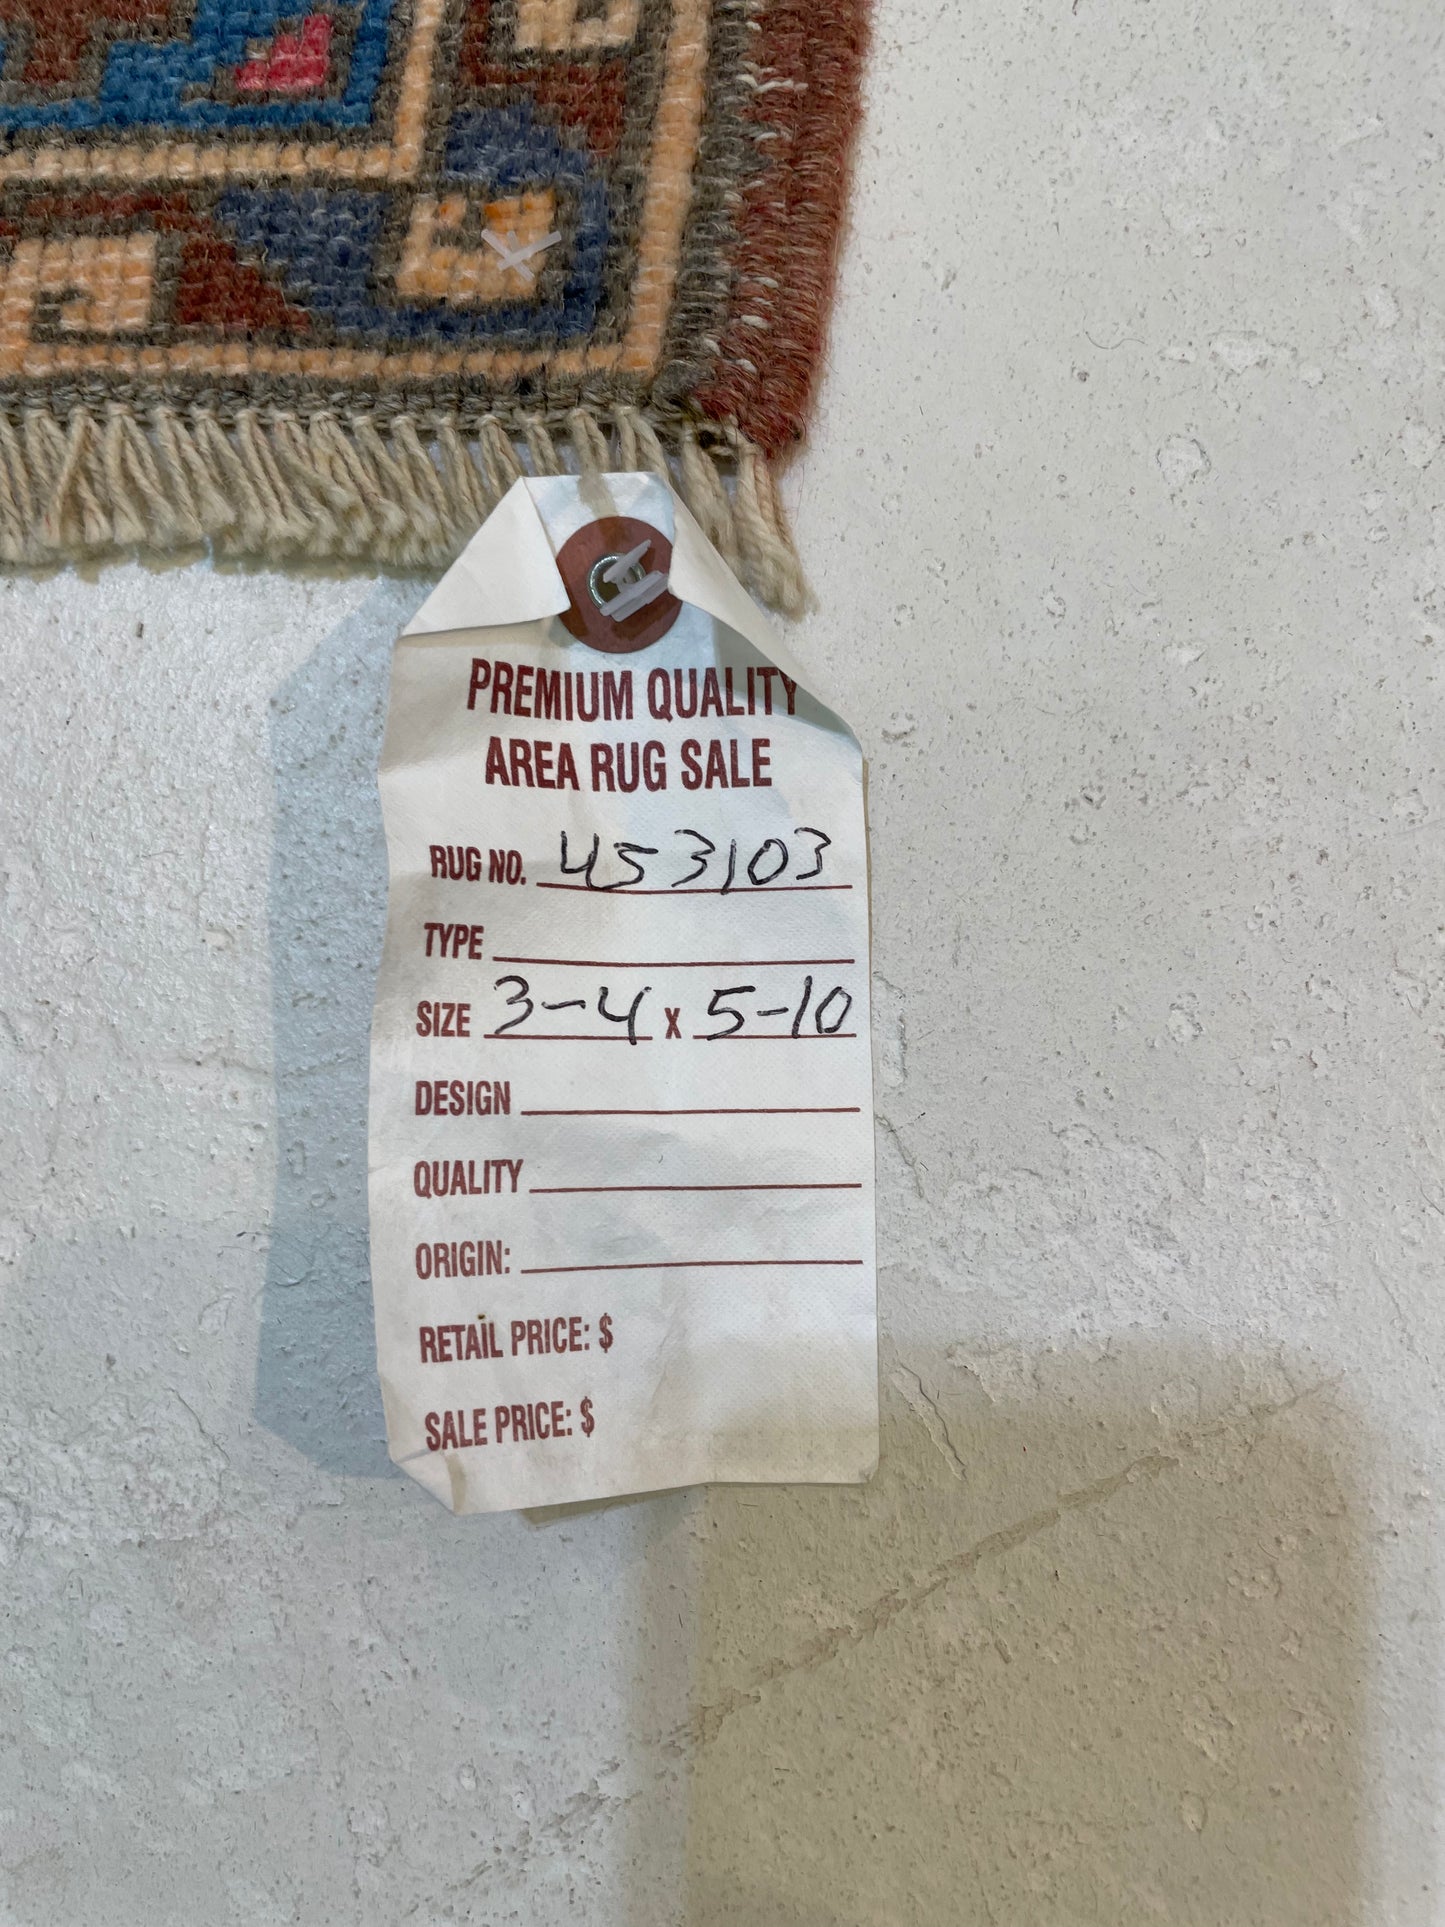 PREMIUM QUALITY
AREA RUG SALE
RUG NO. 453103
TYPE
SIZE 3-4 x 5-10
DESIGN
QUALITY
ORIGIN:
RETAIL PRICE: $
SALE PRICE: $